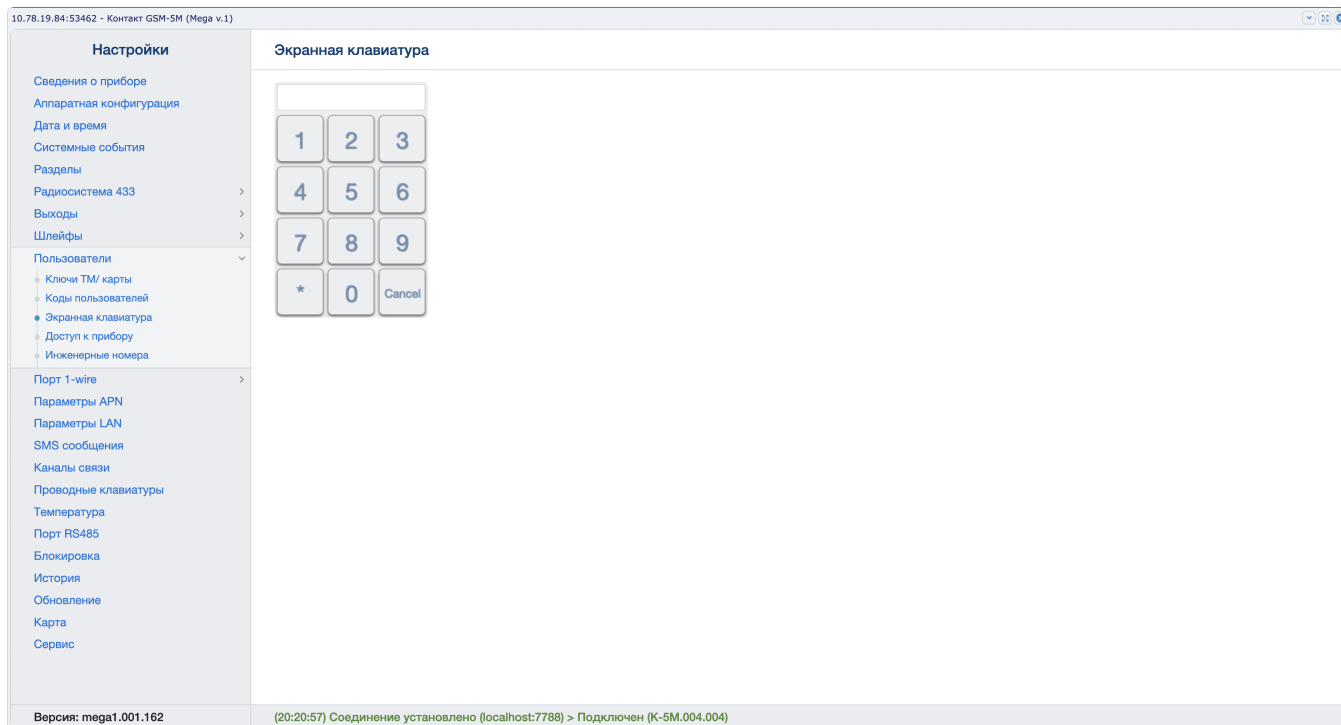 10.78.19.84:53462 - Контакт GSM-5M (Mega v.1)
Настройки
Сведения о приборе
Аппаратная конфигурация
Дата и время
Системные события
Разделы
Радиосистема 433
Выходы
Шлейфы
Пользователи
Ключи TM/ карты
Коды пользователей
Экранная клавиатура
Доступ к прибору
Инженерные номера
Порт 1-wire
Параметры APN
Параметры LAN
SMS сообщения
Каналы связи
Проводные клавиатуры
Температура
Порт RS485
Блокировка
История
Обновление
Карта
Сервис
Версия: mega1.001.162
Экранная клавиатура
1 2 3
4 5 6
7 8 9
* 0 Cancel
(20:20:57) Соединение установлено (localhost:7788) > Подключен (K-5M.004.004)